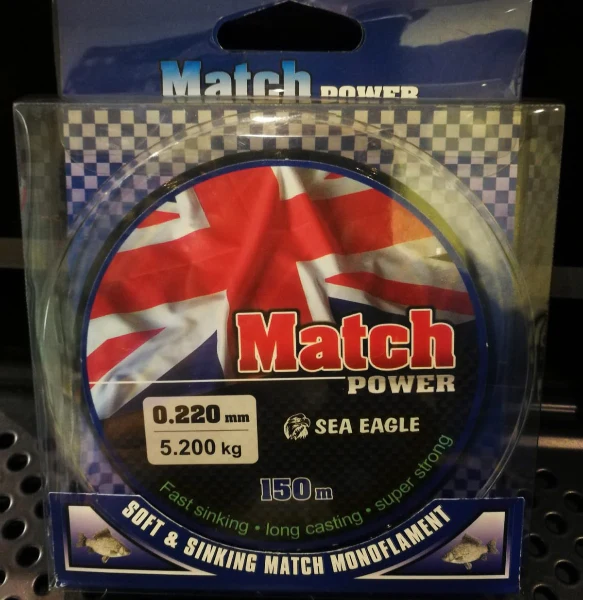 Match POWER
Match
POWER
0.220 mm
5.200 kg
SEA EAGLE
150 m
Fast sinking • long casting • super strong
SOFT & SINKING MATCH MONOFLAMENT